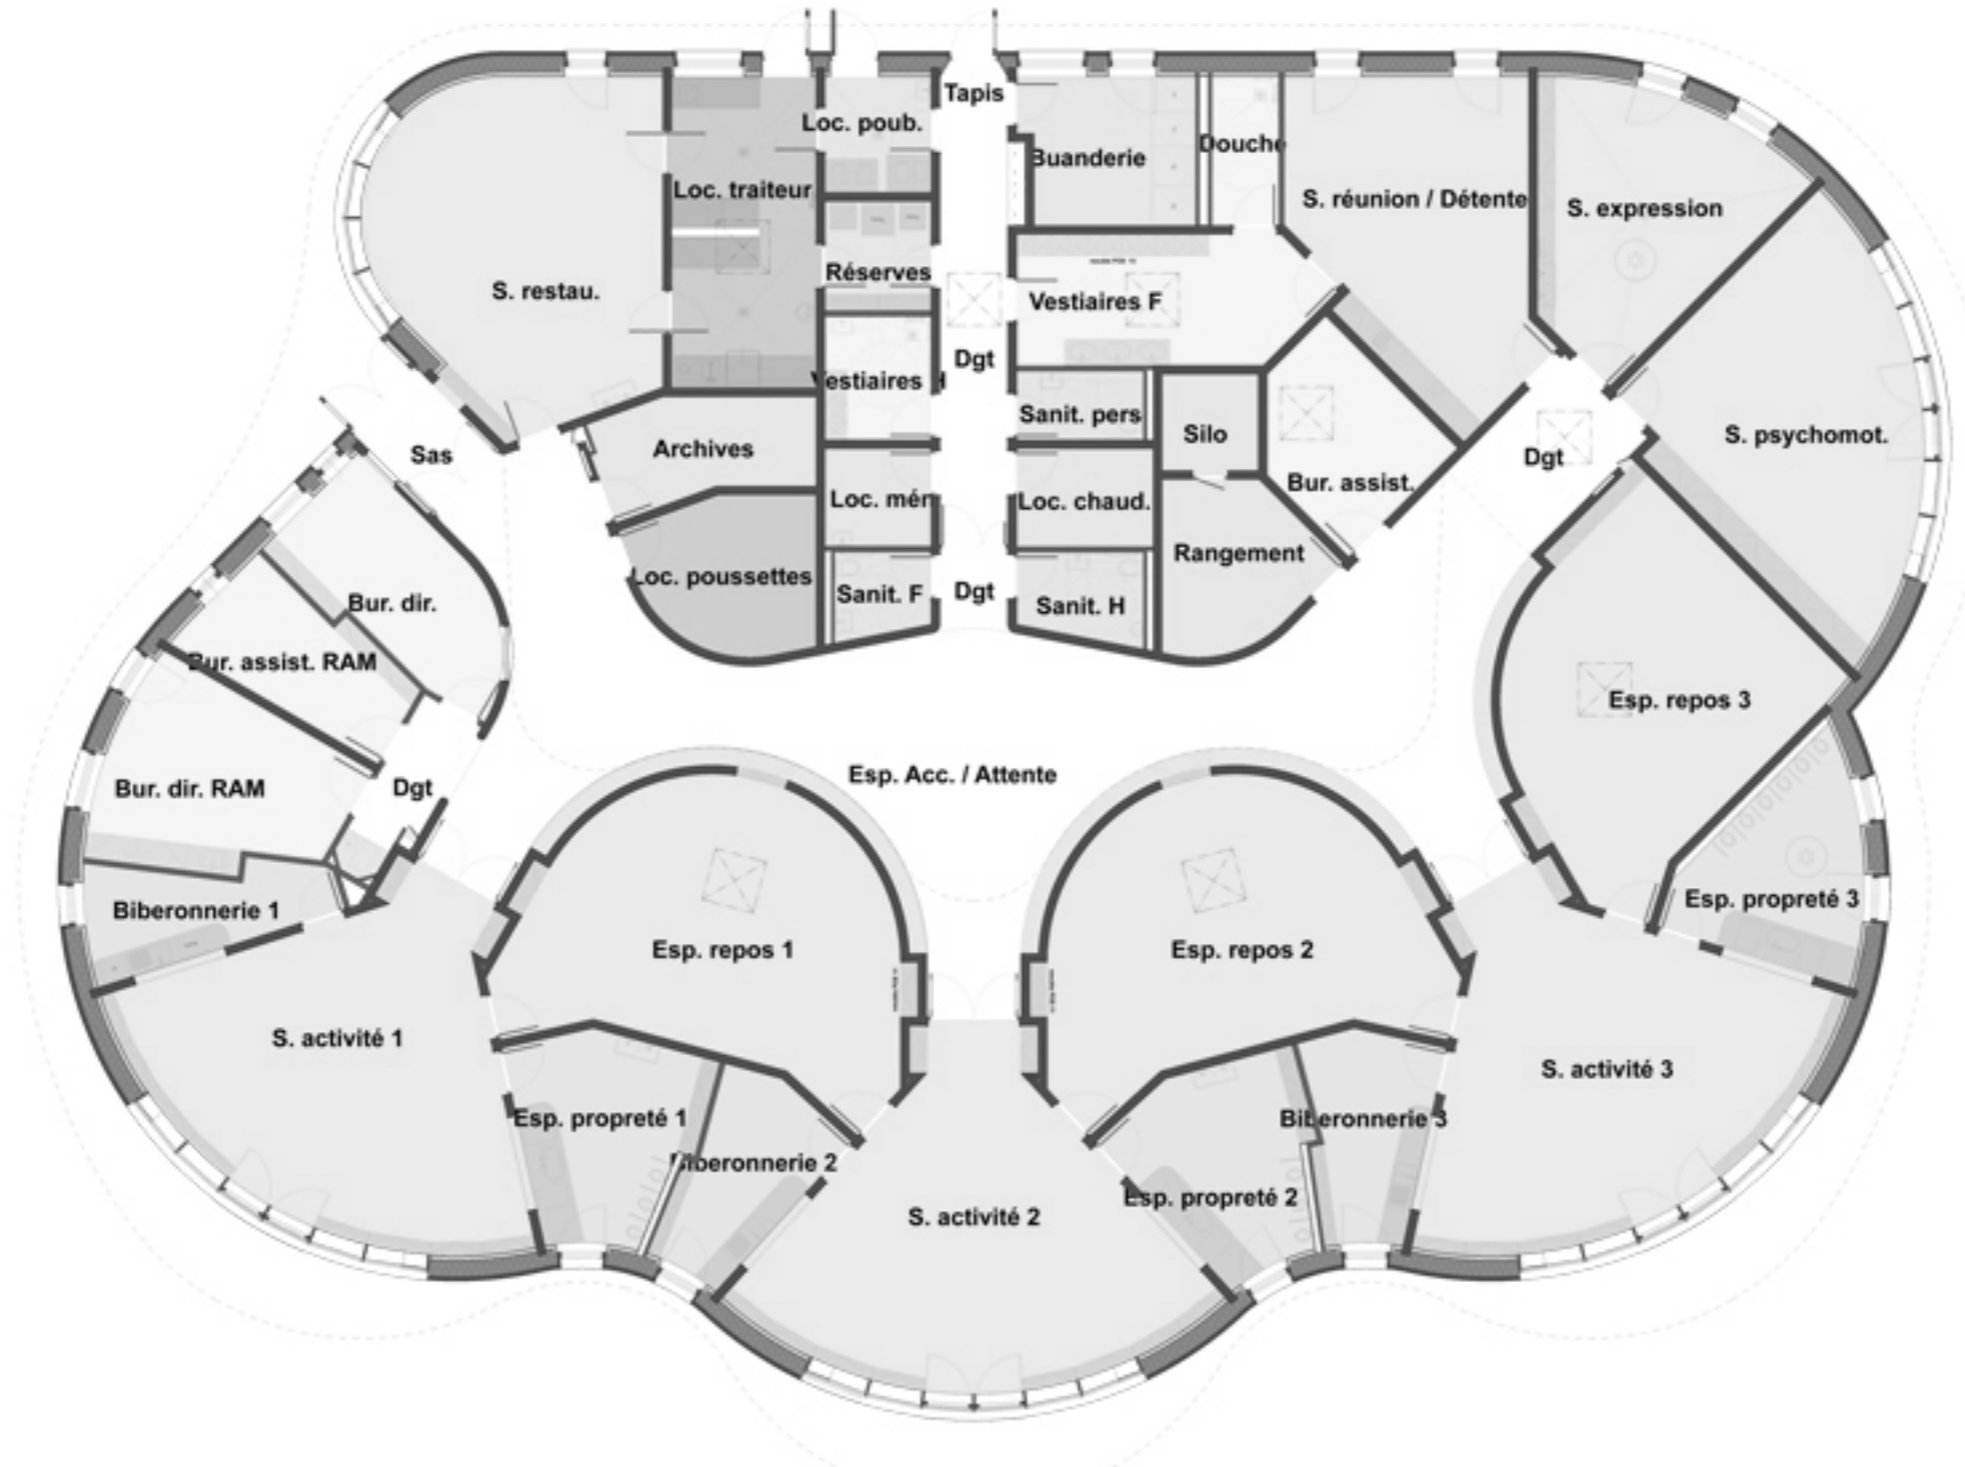 Tapis
Loc. poub.
Buanderie
Douche
Loc. traiteur
S. réunion / Détente
S. expression
Réserves
S. restau.
Vestiaires F
Dgt
Vestiaires H
Sanit. pers
Silo
S. psychomot.
Archives
Sas
Dgt
Bur. assist.
Loc. mén
Loc. chaud.
Rangement
Loc. poussettes
Dgt
Sanit. F
Sanit. H
Bur. dir.
Bur. assist. RAM
Esp. repos 3
Esp. Acc. / Attente
Bur. dir. RAM
Dgt
Esp. propreté 3
Biberonnerie 1
Esp. repos 1
Esp. repos 2
S. activité 1
S. activité 3
Esp. propreté 1
Biberonnerie 3
Biberonnerie 2
Esp. propreté 2
S. activité 2